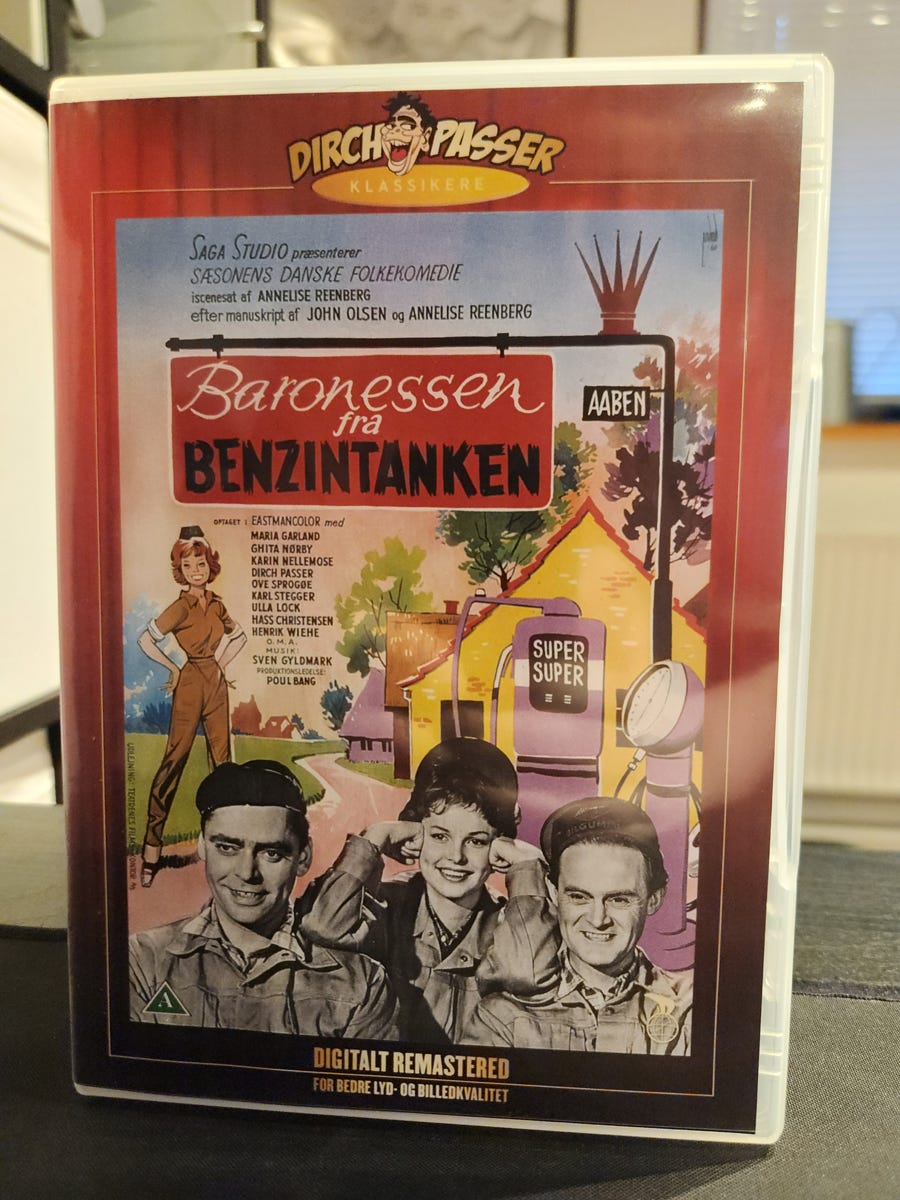 DIRCH PASSER
KLASSIKERE
SAGA STUDIO præsenterer
SÆSONENS DANSKE FOLKEKOMEDIE
iscenesat af ANNELISE REENBERG
efter manuskript af JOHN OLSEN og ANNELISE REENBERG
Baronessen
fra
BENZINTANKEN
AABEN
OPTAGET I EASTMANCOLOR med
MARIA GARLAND
GHITA NØRBY
KARIN NELLEMOSE
DIRCH PASSER
OVE SPROGØE
KARL STEGGER
ULLA LOCK
HASS CHRISTENSEN
HENRIK WIEHE
O.M.A.
MUSIK:
SVEN GYLDMARK
PRODUKTIONSLEDELSE:
POUL BANG
SUPER
SUPER
UDLEJNING: TEATRENES FILMSKONTOR A/S
A
DIGITALT REMASTERED
FOR BEDRE LYD- OG BILLEDKVALITET